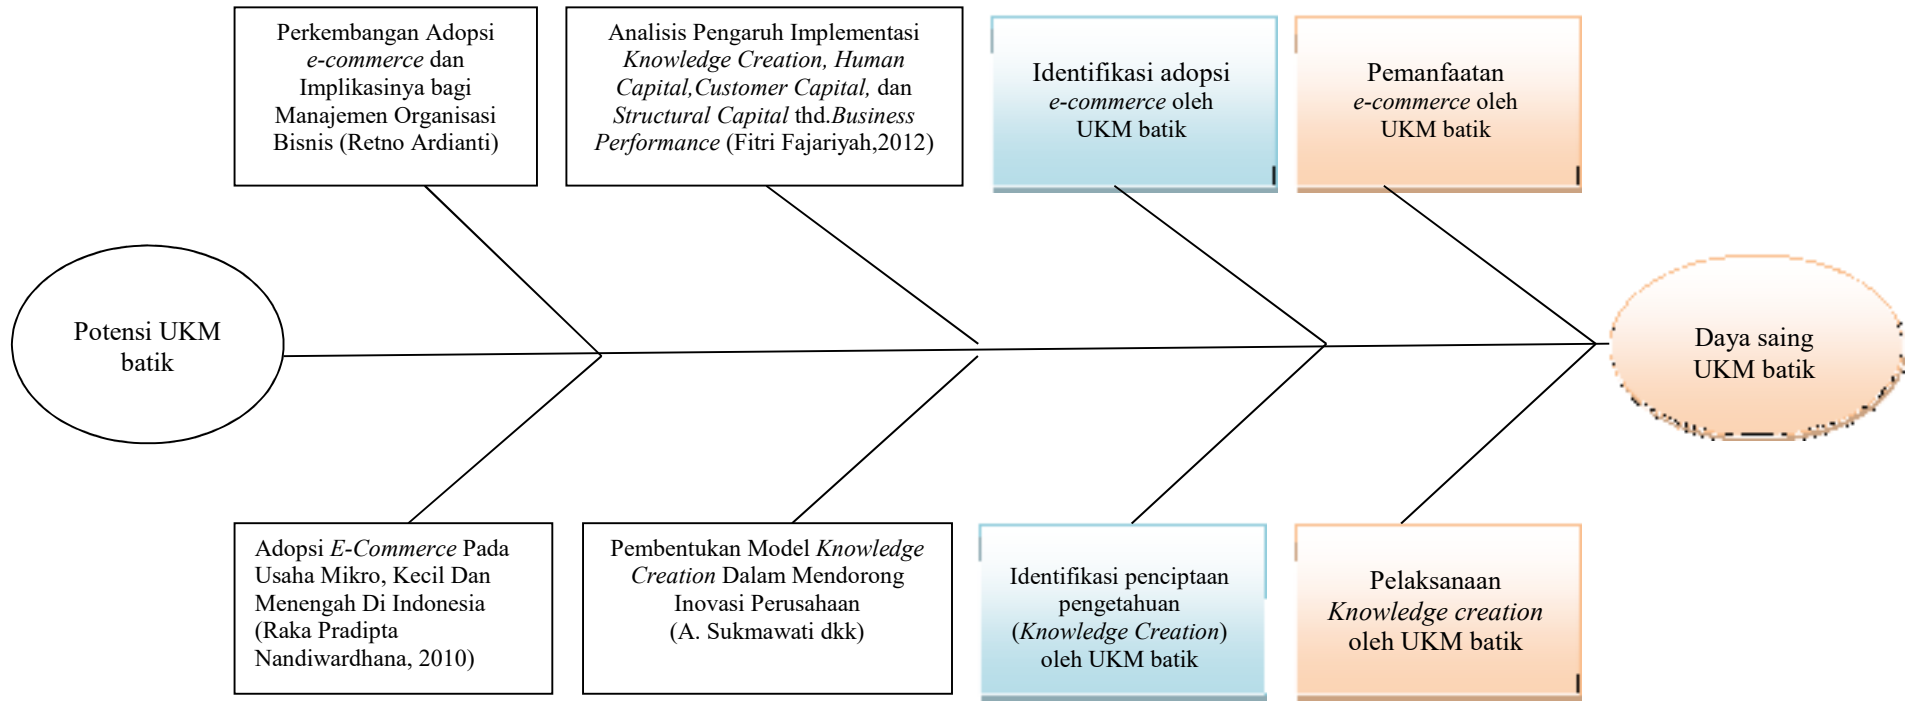 Perkembangan Adopsi
e-commerce dan
Implikasinya bagi
Manajemen Organisasi
Bisnis (Retno Ardianti)
Analisis Pengaruh Implementasi
Knowledge Creation, Human
Capital,Customer Capital, dan
Structural Capital thd.Business
Performance (Fitri Fajariyah,2012)
Identifikasi adopsi
e-commerce oleh
UKM batik
Pemanfaatan
e-commerce oleh
UKM batik
Potensi UKM
batik
Daya saing
UKM batik
Adopsi E-Commerce Pada
Usaha Mikro, Kecil Dan
Menengah Di Indonesia
(Raka Pradipta
Nandiwardhana, 2010)
Pembentukan Model Knowledge
Creation Dalam Mendorong
Inovasi Perusahaan
(A. Sukmawati dkk)
Identifikasi penciptaan
pengetahuan
(Knowledge Creation)
oleh UKM batik
Pelaksanaan
Knowledge creation
oleh UKM batik